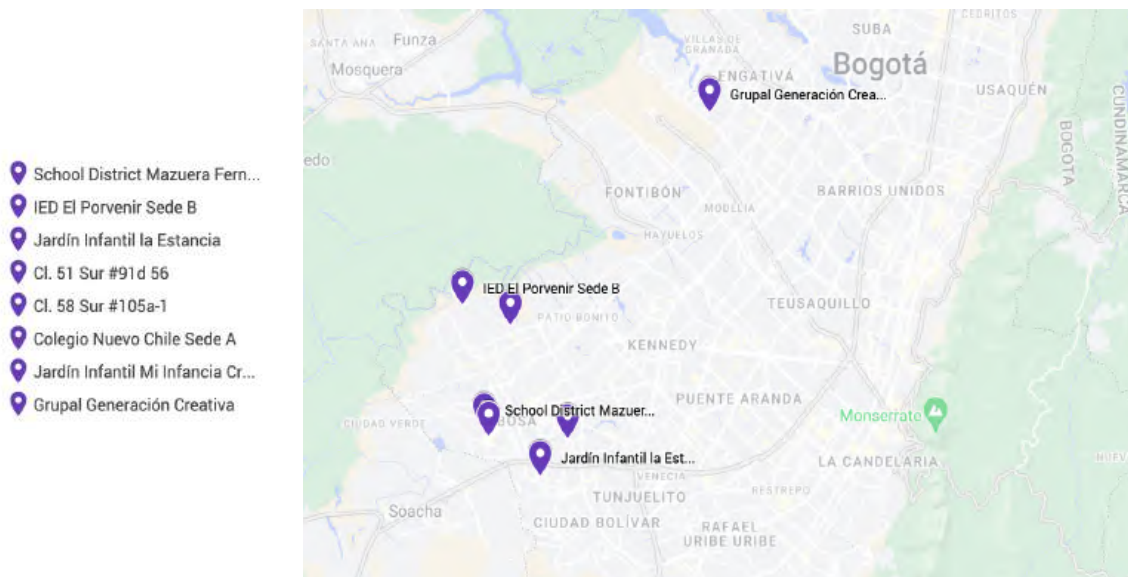 School District Mazuera Fern...
IED El Porvenir Sede B
Jardín Infantil la Estancia
Cl. 51 Sur #91d 56
Cl. 58 Sur #105a-1
Colegio Nuevo Chile Sede A
Jardín Infantil Mi Infancia Cr...
Grupal Generación Creativa
SUBA
CEDRITOS
SANTA ANA
Funza
VILLAS DE
GRANADA
Bogotá
Mosquera
ENGATIVÁ
USAQUÉN
Grupal Generación Crea...
CUNDINAMARCA
BOGOTÁ
edo
FONTIBÓN
BARRIOS UNIDOS
MODELIA
HAYUELOS
IED El Porvenir Sede B
TEUSAQUILLO
PATIO BONITO
KENNEDY
PUENTE ARANDA
School District Mazuer...
Monserrate
CIUDAD VERDE
BOSA
Jardín Infantil la Est...
LA CANDELARIA
VENECIA
TUNJUELITO
RESTREPO
Soacha
CIUDAD BOLÍVAR
RAFAEL
URIBE URIBE